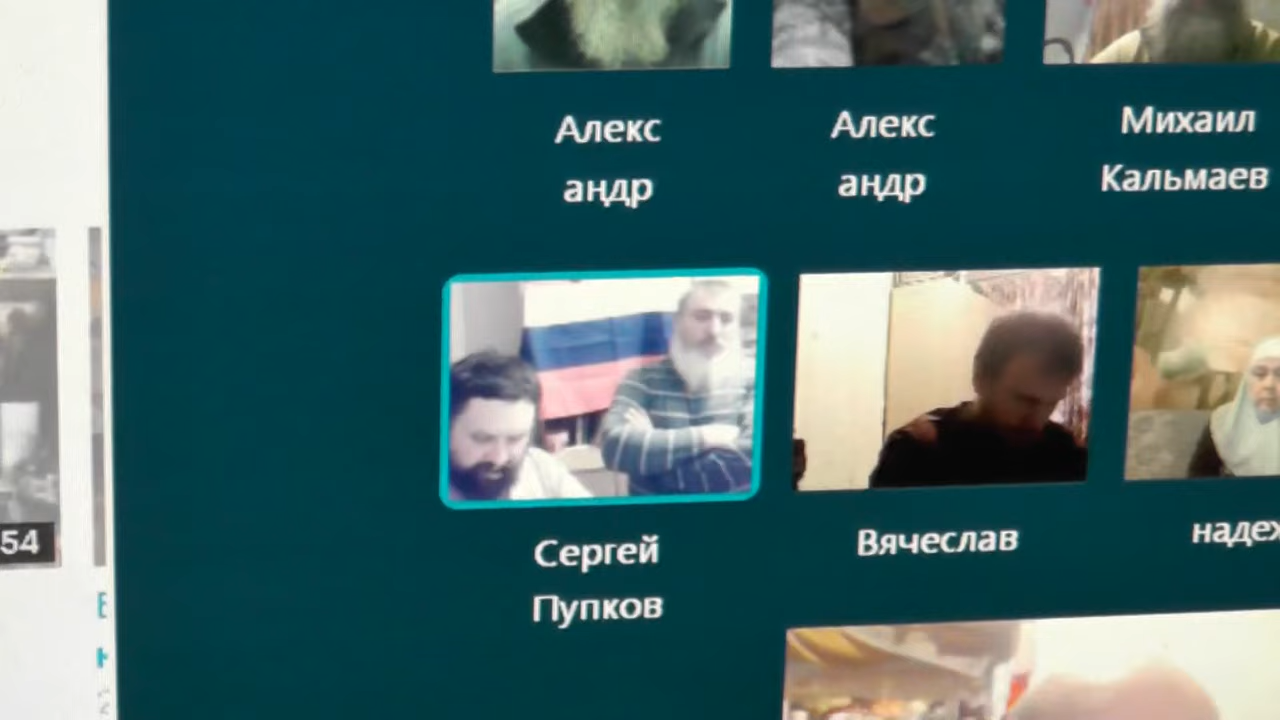 Алекс
андр
Алекс
андр
Михаил
Кальмаев
Сергей
Пупков
Вячеслав
надеж
54